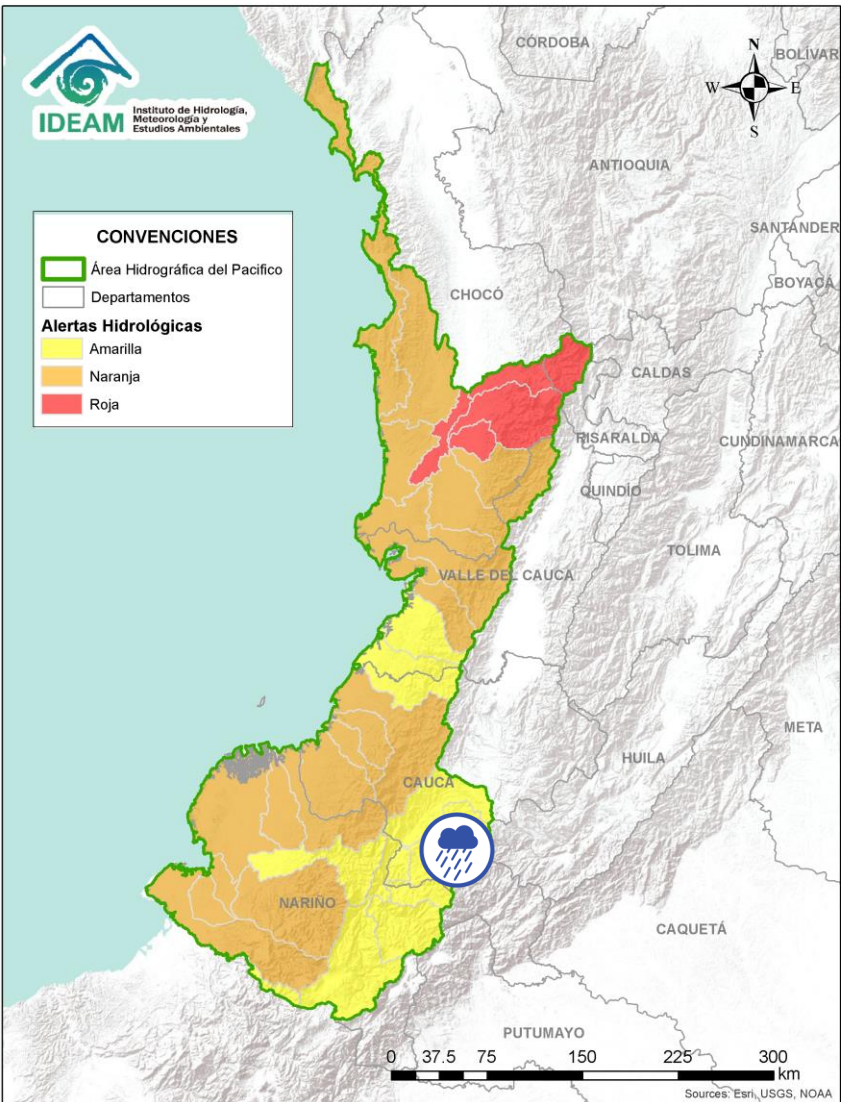 IDEAM
Instituto de Hidrología,
Meteorología y
Estudios Ambientales
CÓRDOBA
BOLIVAR
N
W
E
S
ANTIOQUIA
SANTANDER
BOYACÁ
CONVENCIONES
Área Hidrográfica del Pacifico
Departamentos
Alertas Hidrológicas
Amarilla
Naranja
Roja
CHOCÓ
CALDAS
RISARALDA
CUNDINAMARCA
QUINDÍO
TOLIMA
VALLE DEL CAUCA
META
HUILA
CAUCA
NARIÑO
CAQUETÁ
PUTUMAYO
0 37.5 75 150 225 300
km
Sources: Esri, USGS, NOAA